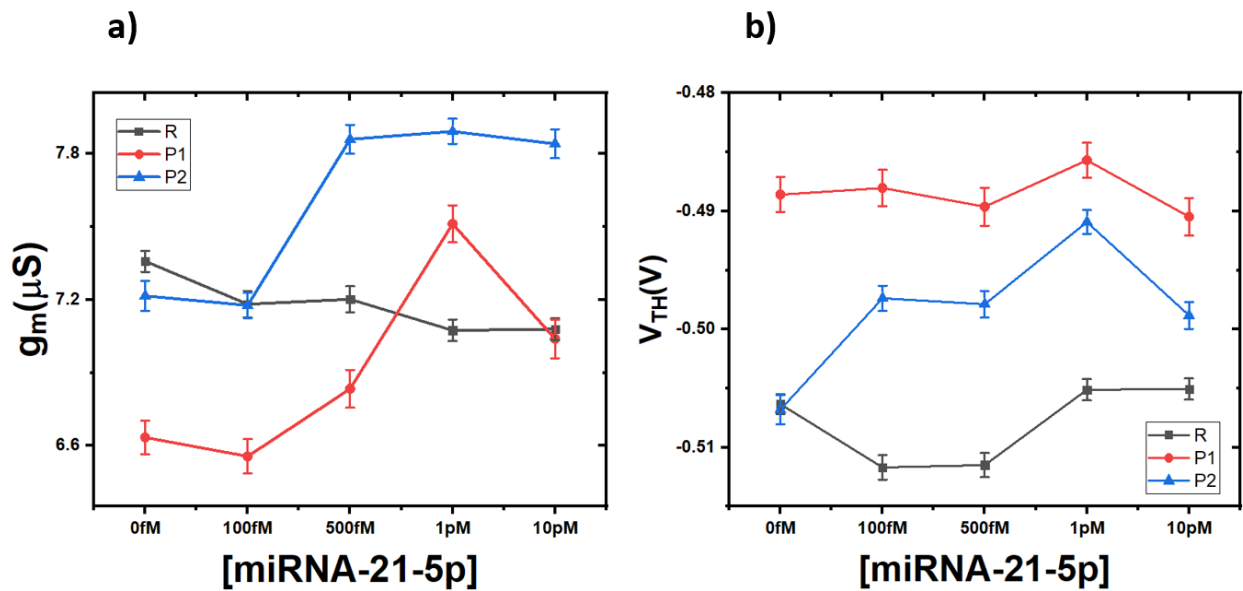 a)
gm(μS)
7.8
7.2
6.6
R
P1
P2
0fM 100fM 500fM 1pM 10pM
[miRNA-21-5p]
b)
VTH(V)
-0.48
-0.49
-0.50
-0.51
R
P1
P2
0fM 100fM 500fM 1pM 10pM
[miRNA-21-5p]